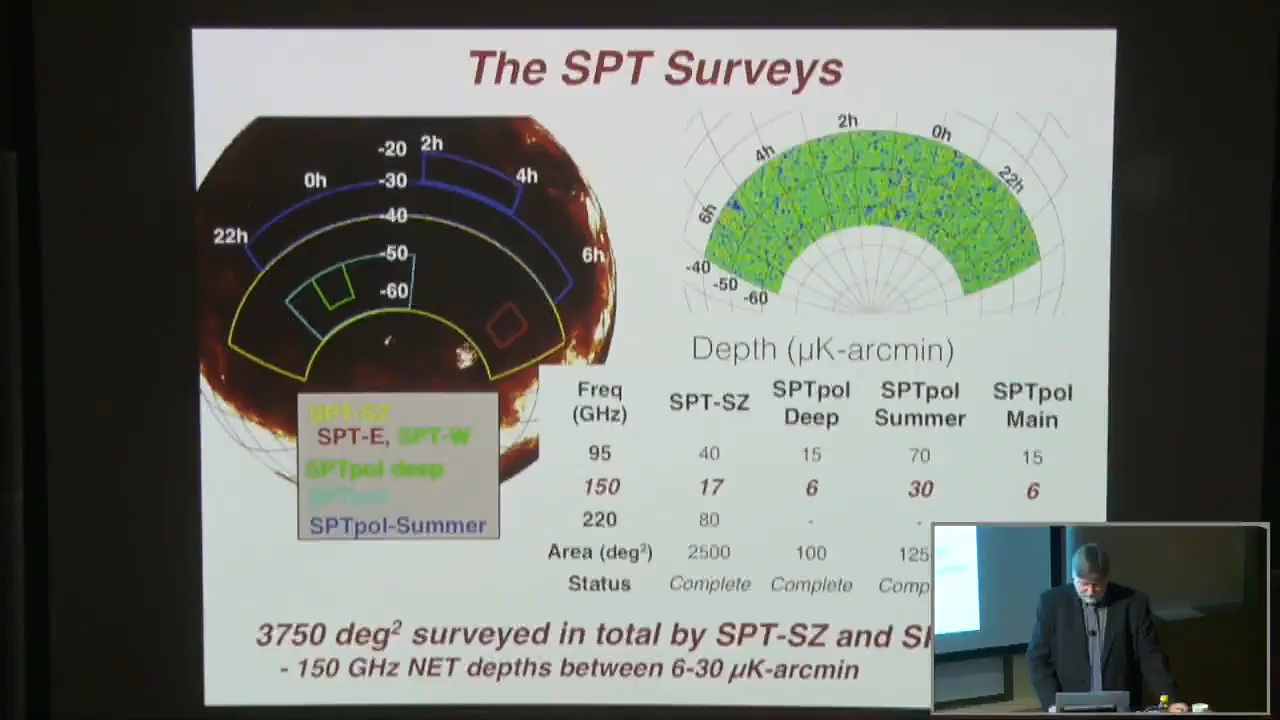 The SPT Surveys
-20
2h
0h
-30
4h
-40
22h
-50
6h
-60
2h
0h
4h
22h
6h
-40
-50
-60
SPT-SZ
SPT-E, SPT-W
SPTpol deep
SPTpol-Summer
Depth (µK-arcmin)
Freq (GHz) SPT-SZ SPTpol Deep SPTpol Summer SPTpol Main
95 40 15 70 15
150 17 6 30 6
220 80 - -
Area (deg²) 2500 100 125
Status Complete Complete Comp
3750 deg² surveyed in total by SPT-SZ and
- 150 GHz NET depths between 6-30 µK-arcmin